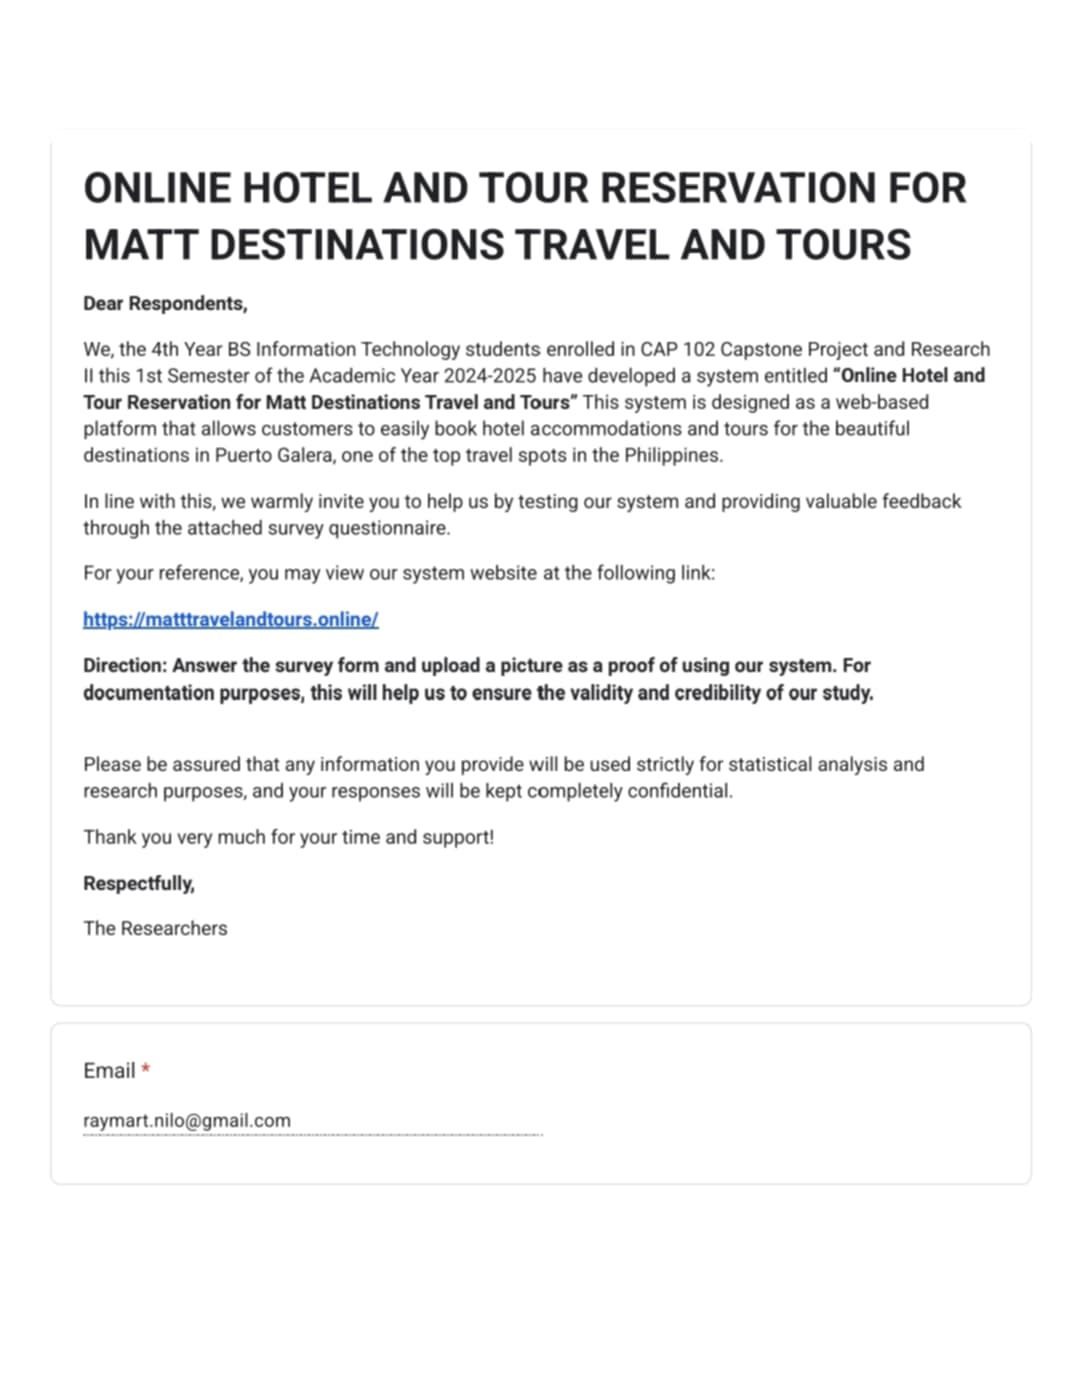 ONLINE HOTEL AND TOUR RESERVATION FOR
MATT DESTINATIONS TRAVEL AND TOURS
Dear Respondents,
We, the 4th Year BS Information Technology students enrolled in CAP 102 Capstone Project and Research
II this 1st Semester of the Academic Year 2024-2025 have developed a system entitled “Online Hotel and
Tour Reservation for Matt Destinations Travel and Tours” This system is designed as a web-based
platform that allows customers to easily book hotel accommodations and tours for the beautiful
destinations in Puerto Galera, one of the top travel spots in the Philippines.
In line with this, we warmly invite you to help us by testing our system and providing valuable feedback
through the attached survey questionnaire.
For your reference, you may view our system website at the following link:
https://matttravelandtours.online/
Direction: Answer the survey form and upload a picture as a proof of using our system. For
documentation purposes, this will help us to ensure the validity and credibility of our study.
Please be assured that any information you provide will be used strictly for statistical analysis and
research purposes, and your responses will be kept completely confidential.
Thank you very much for your time and support!
Respectfully,
The Researchers
Email *
raymart.nilo@gmail.com